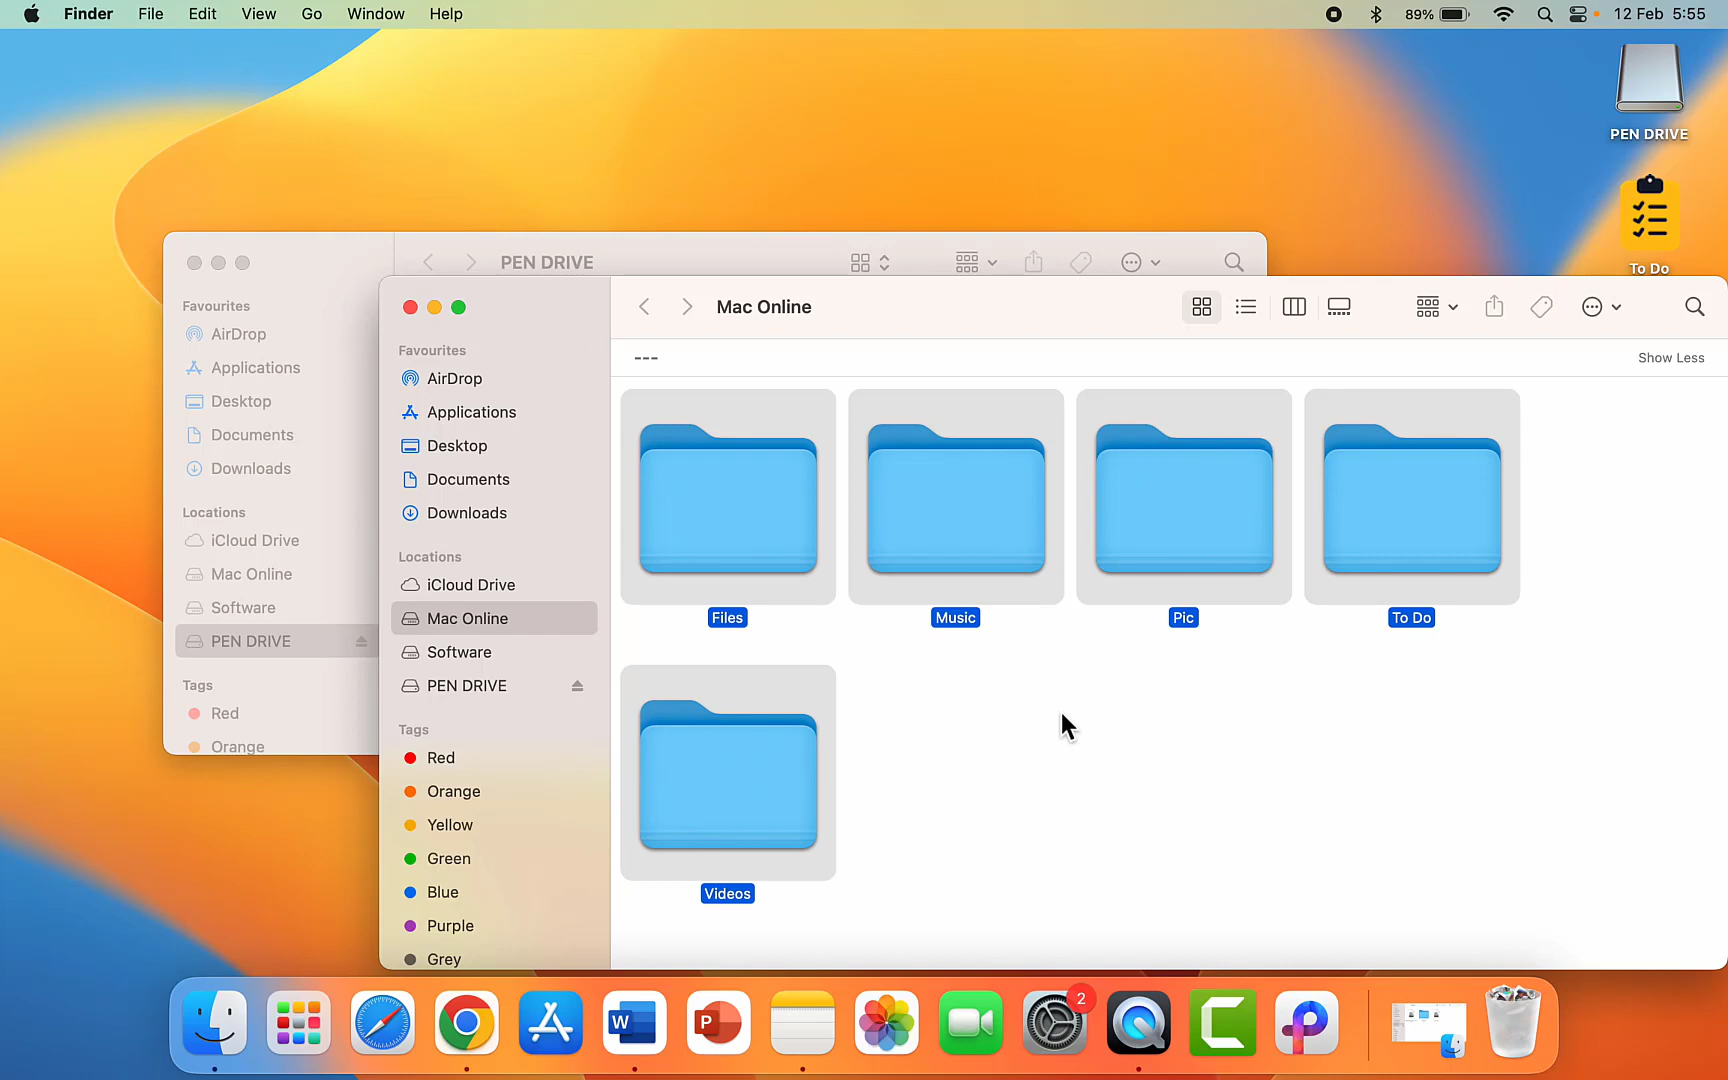 Finder File Edit View Go Window Help 89% 12 Feb 5:55
PEN DRIVE
To Do
PEN DRIVE
Favourites
AirDrop
Applications
Desktop
Documents
Downloads
Locations
iCloud Drive
Mac Online
Software
PEN DRIVE
Tags
Red
Orange
Mac Online
--- Show Less
Favourites
AirDrop
Applications
Desktop
Documents
Downloads
Locations
iCloud Drive
Mac Online
Software
PEN DRIVE
Tags
Red
Orange
Yellow
Green
Blue
Purple
Grey
Files Music Pic To Do
Videos
W P 2